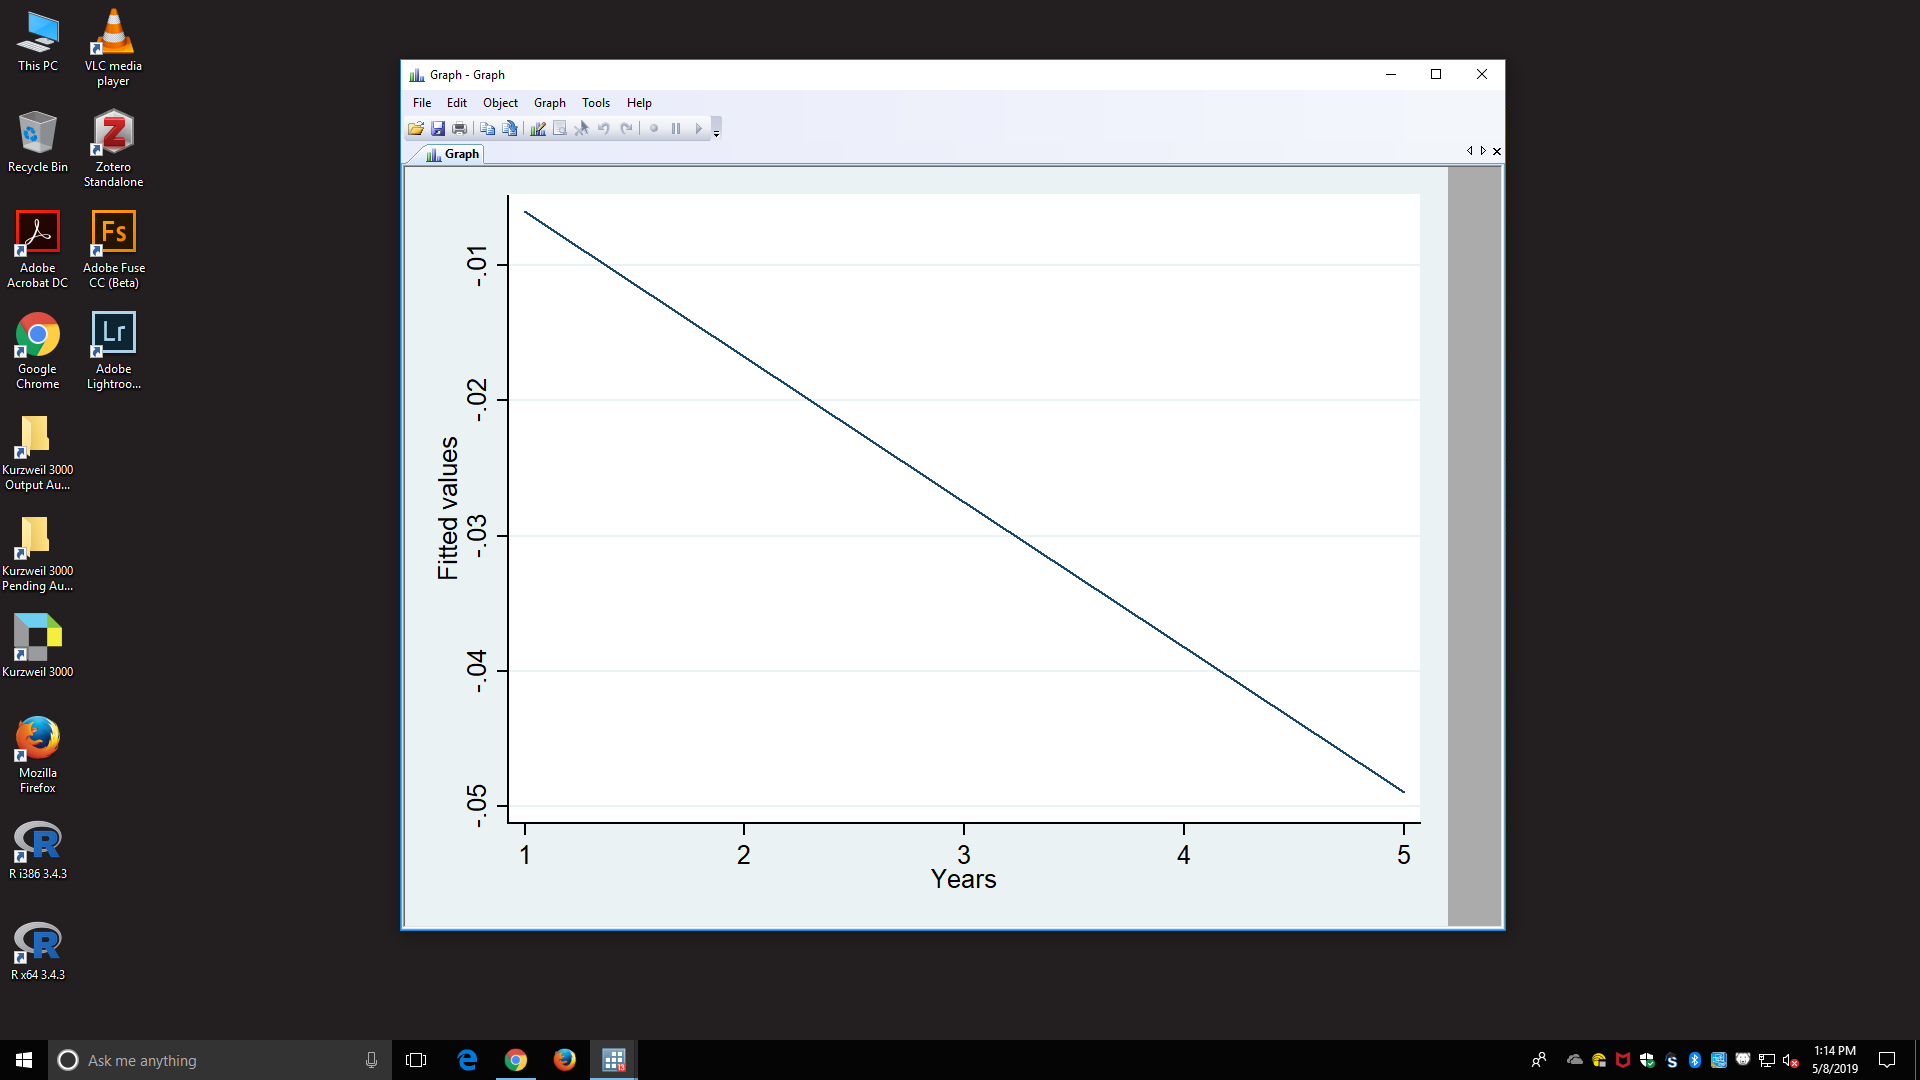 This PC
VLC media
player
Recycle Bin
Zotero
Standalone
Adobe
Acrobat DC
Fs
Adobe Fuse
CC (Beta)
Google
Chrome
Lr
Adobe
Lightroo...
Kurzweil 3000
Output Au...
Kurzweil 3000
Pending Au...
Kurzweil 3000
Mozilla
Firefox
R i386 3.4.3
R x64 3.4.3
Graph - Graph
File Edit Object Graph Tools Help
Graph
Fitted values
-.01
-.02
-.03
-.04
-.05
1 2 3 4 5
Years
Ask me anything
13
1:14 PM
5/8/2019